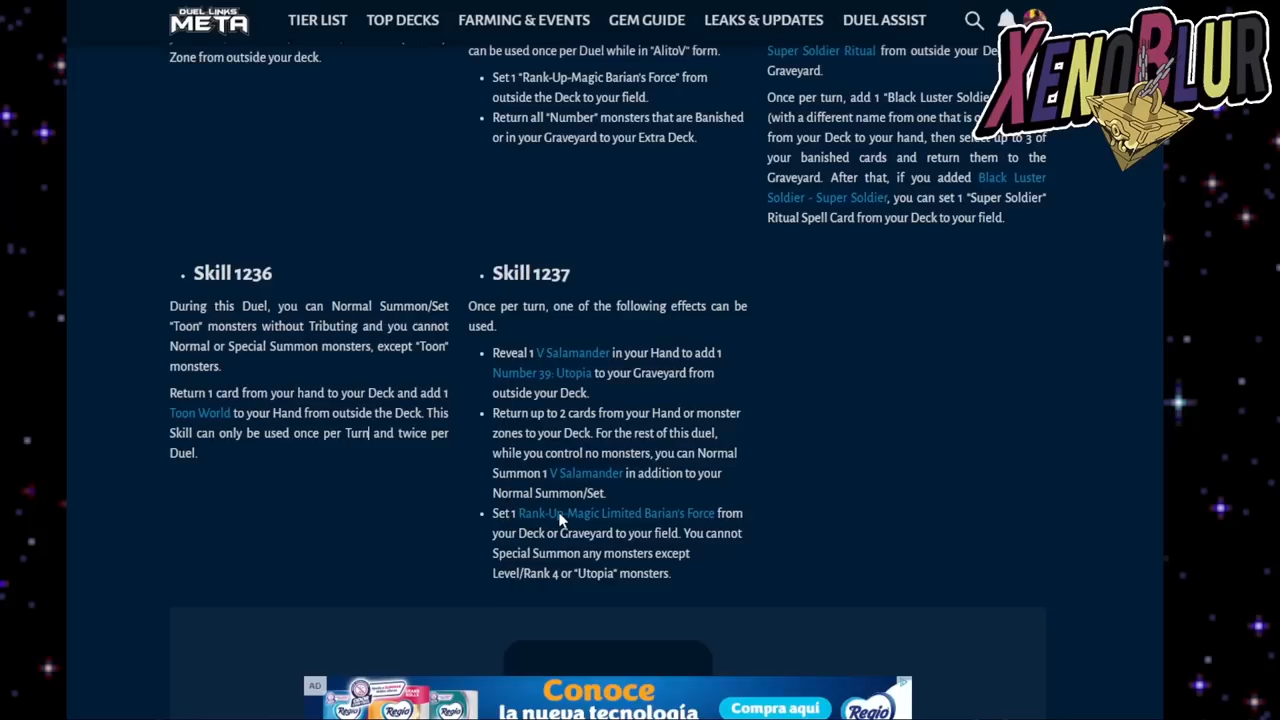 DUEL LINKS
META
TIER LIST
TOP DECKS
FARMING & EVENTS
GEM GUIDE
LEAKS & UPDATES
DUEL ASSIST
XENOBLUR
Zone from outside your deck.
can be used once per Duel while in "AlitoV" form.
• Set 1 "Rank-Up-Magic Barian's Force" from
outside the Deck to your field.
• Return all "Number" monsters that are Banished
or in your Graveyard to your Extra Deck.
Super Soldier Ritual from outside your De
Graveyard.
Once per turn, add 1 "Black Luster Soldie
(with a different name from one that is o
from your Deck to your hand, then select up to 3 of
your banished cards and return them to the
Graveyard. After that, if you added Black Luster
Soldier - Super Soldier, you can set 1 "Super Soldier"
Ritual Spell Card from your Deck to your field.
• Skill 1236
During this Duel, you can Normal Summon/Set
"Toon" monsters without Tributing and you cannot
Normal or Special Summon monsters, except "Toon"
monsters.
Return 1 card from your hand to your Deck and add 1
Toon World to your Hand from outside the Deck. This
Skill can only be used once per Turn and twice per
Duel.
• Skill 1237
Once per turn, one of the following effects can be
used.
• Reveal 1 V Salamander in your Hand to add 1
Number 39: Utopia to your Graveyard from
outside your Deck.
• Return up to 2 cards from your Hand or monster
zones to your Deck. For the rest of this duel,
while you control no monsters, you can Normal
Summon 1 V Salamander in addition to your
Normal Summon/Set.
• Set 1 Rank-Up-Magic Limited Barian's Force from
your Deck or Graveyard to your field. You cannot
Special Summon any monsters except
Level/Rank 4 or "Utopia" monsters.
AD
Regio
Regio
Regio
Conoce
la nueva tecnología
Compra aquí
Regio